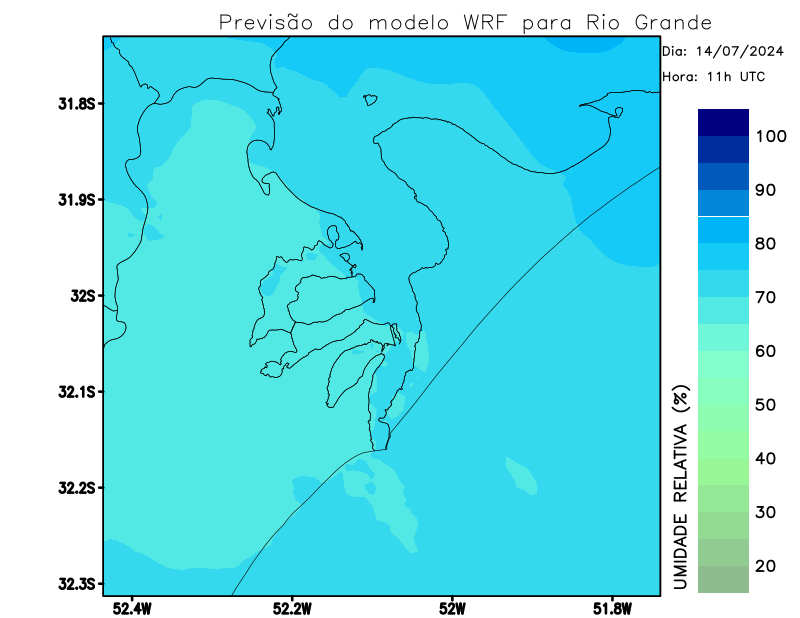 Previsão do modelo WRF para Rio Grande
Dia: 14/07/2024
Hora: 11h UTC
31.8S
31.9S
32S
32.1S
32.2S
32.3S
52.4W
52.2W
52W
51.8W
100
90
80
70
60
50
40
30
20
UMIDADE RELATIVA (%)